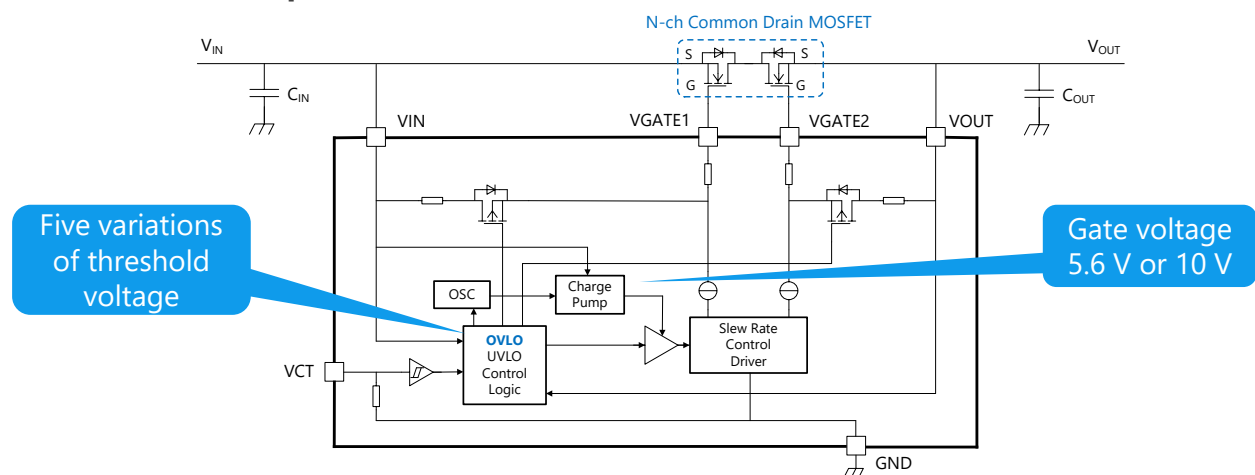 N-ch Common Drain MOSFET
VIN
VOUT
S
S
G
G
CIN
COUT
VIN
VGATE1
VGATE2
VOUT
Five variations
of threshold
voltage
Gate voltage
5.6 V or 10 V
OSC
Charge
Pump
OVLO
UVLO
Control
Logic
Slew Rate
Control
Driver
VCT
GND